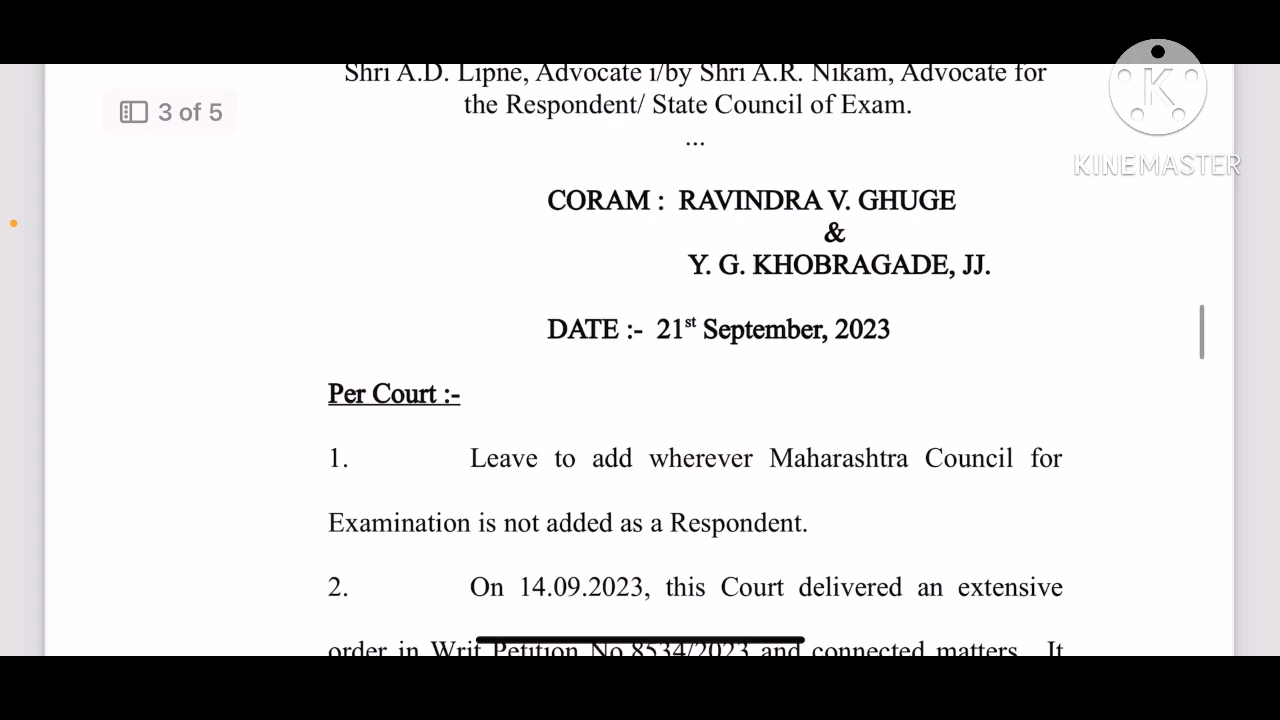 Shri A.D. Lipne, Advocate i/by Shri A.R. Nikam, Advocate for
the Respondent/ State Council of Exam.
...
3 of 5
K
KINEMASTER
CORAM : RAVINDRA V. GHUGE
&
Y. G. KHOBRAGADE, JJ.
DATE :- 21st September, 2023
Per Court :-
1. Leave to add wherever Maharashtra Council for
Examination is not added as a Respondent.
2. On 14.09.2023, this Court delivered an extensive
order in Writ Petition No.8534/2023 and connected matters. It